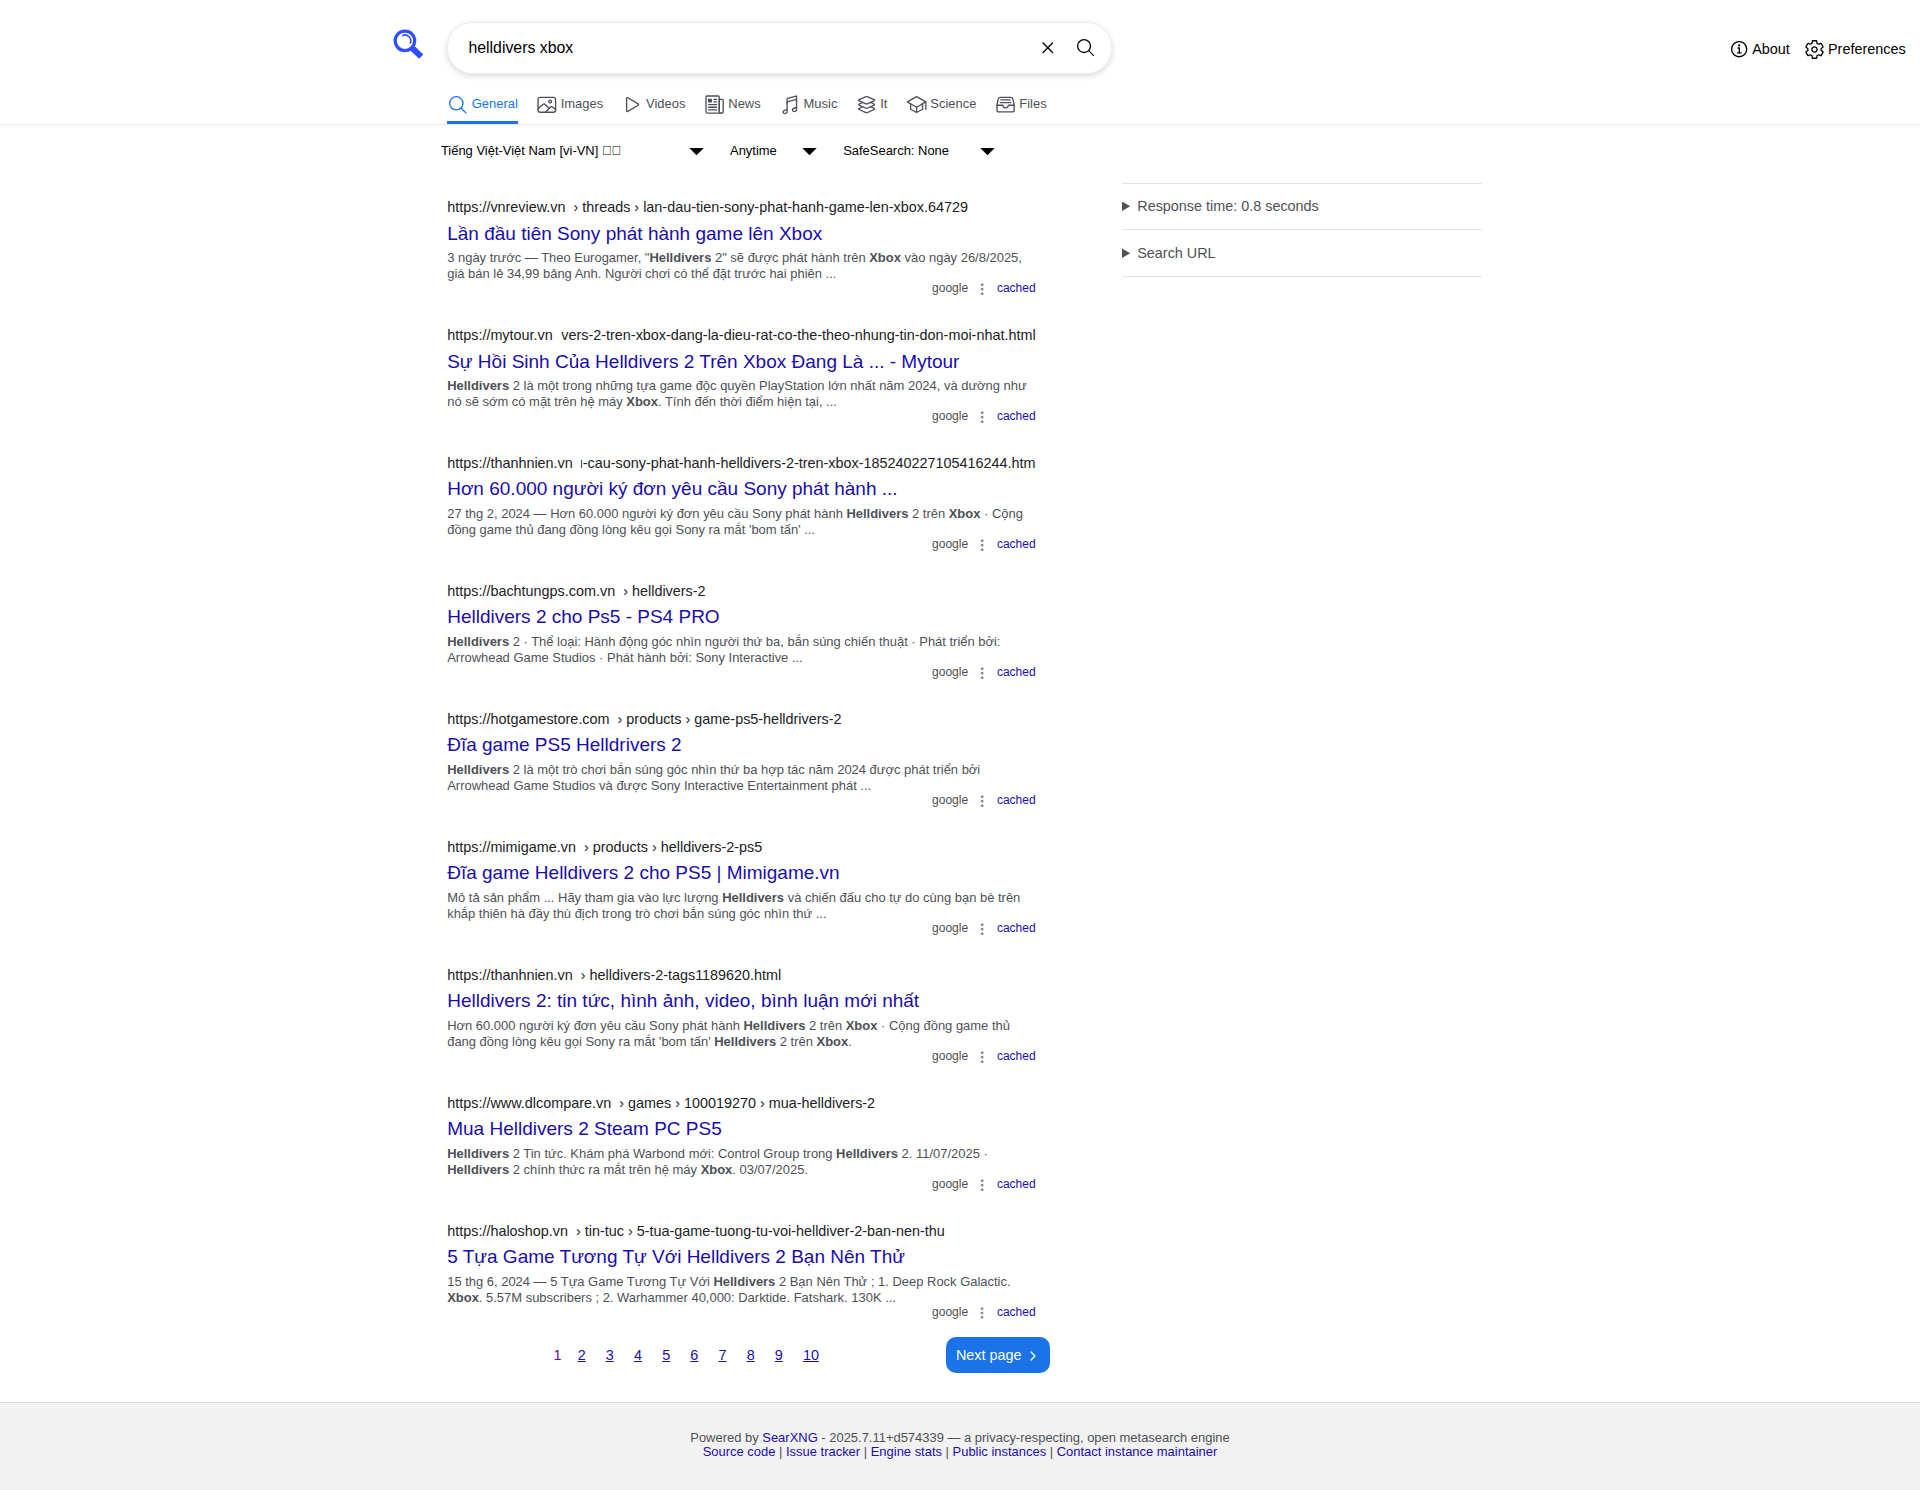 helldivers xbox
About
Preferences
General
Images
Videos
News
Music
It
Science
Files
Tiếng Việt-Việt Nam [vi-VN]
Anytime
SafeSearch: None
https://vnreview.vn › threads › lan-dau-tien-sony-phat-hanh-game-len-xbox.64729
Lần đầu tiên Sony phát hành game lên Xbox
3 ngày trước — Theo Eurogamer, "Helldivers 2" sẽ được phát hành trên Xbox vào ngày 26/8/2025,
giá bán lẻ 34,99 bảng Anh. Người chơi có thể đặt trước hai phiên ...
google
cached
https://mytour.vn vers-2-tren-xbox-dang-la-dieu-rat-co-the-theo-nhung-tin-don-moi-nhat.html
Sự Hồi Sinh Của Helldivers 2 Trên Xbox Đang Là ... - Mytour
Helldivers 2 là một trong những tựa game độc quyền PlayStation lớn nhất năm 2024, và dường như
nó sẽ sớm có mặt trên hệ máy Xbox. Tính đến thời điểm hiện tại, ...
google
cached
https://thanhnien.vn -cau-sony-phat-hanh-helldivers-2-tren-xbox-185240227105416244.htm
Hơn 60.000 người ký đơn yêu cầu Sony phát hành ...
27 thg 2, 2024 — Hơn 60.000 người ký đơn yêu cầu Sony phát hành Helldivers 2 trên Xbox · Cộng
đồng game thủ đang đồng lòng kêu gọi Sony ra mắt 'bom tấn' ...
google
cached
https://bachtungps.com.vn › helldivers-2
Helldivers 2 cho Ps5 - PS4 PRO
Helldivers 2 · Thể loại: Hành động góc nhìn người thứ ba, bắn súng chiến thuật · Phát triển bởi:
Arrowhead Game Studios · Phát hành bởi: Sony Interactive ...
google
cached
https://hotgamestore.com › products › game-ps5-helldrivers-2
Đĩa game PS5 Helldrivers 2
Helldivers 2 là một trò chơi bắn súng góc nhìn thứ ba hợp tác năm 2024 được phát triển bởi
Arrowhead Game Studios và được Sony Interactive Entertainment phát ...
google
cached
https://mimigame.vn › products › helldivers-2-ps5
Đĩa game Helldivers 2 cho PS5 | Mimigame.vn
Mô tả sản phẩm ... Hãy tham gia vào lực lượng Helldivers và chiến đấu cho tự do cùng bạn bè trên
khắp thiên hà đầy thù địch trong trò chơi bắn súng góc nhìn thứ ...
google
cached
https://thanhnien.vn › helldivers-2-tags1189620.html
Helldivers 2: tin tức, hình ảnh, video, bình luận mới nhất
Hơn 60.000 người ký đơn yêu cầu Sony phát hành Helldivers 2 trên Xbox · Cộng đồng game thủ
đang đồng lòng kêu gọi Sony ra mắt 'bom tấn' Helldivers 2 trên Xbox.
google
cached
https://www.dlcompare.vn › games › 100019270 › mua-helldivers-2
Mua Helldivers 2 Steam PC PS5
Helldivers 2 Tin tức. Khám phá Warbond mới: Control Group trong Helldivers 2. 11/07/2025 ·
Helldivers 2 chính thức ra mắt trên hệ máy Xbox. 03/07/2025.
google
cached
https://haloshop.vn › tin-tuc › 5-tua-game-tuong-tu-voi-helldiver-2-ban-nen-thu
5 Tựa Game Tương Tự Với Helldivers 2 Bạn Nên Thử
15 thg 6, 2024 — 5 Tựa Game Tương Tự Với Helldivers 2 Bạn Nên Thử ; 1. Deep Rock Galactic.
Xbox. 5.57M subscribers ; 2. Warhammer 40,000: Darktide. Fatshark. 130K ...
google
cached
Response time: 0.8 seconds
Search URL
1 2 3 4 5 6 7 8 9 10
Next page
Powered by SearXNG - 2025.7.11+d574339 — a privacy-respecting, open metasearch engine
Source code | Issue tracker | Engine stats | Public instances | Contact instance maintainer